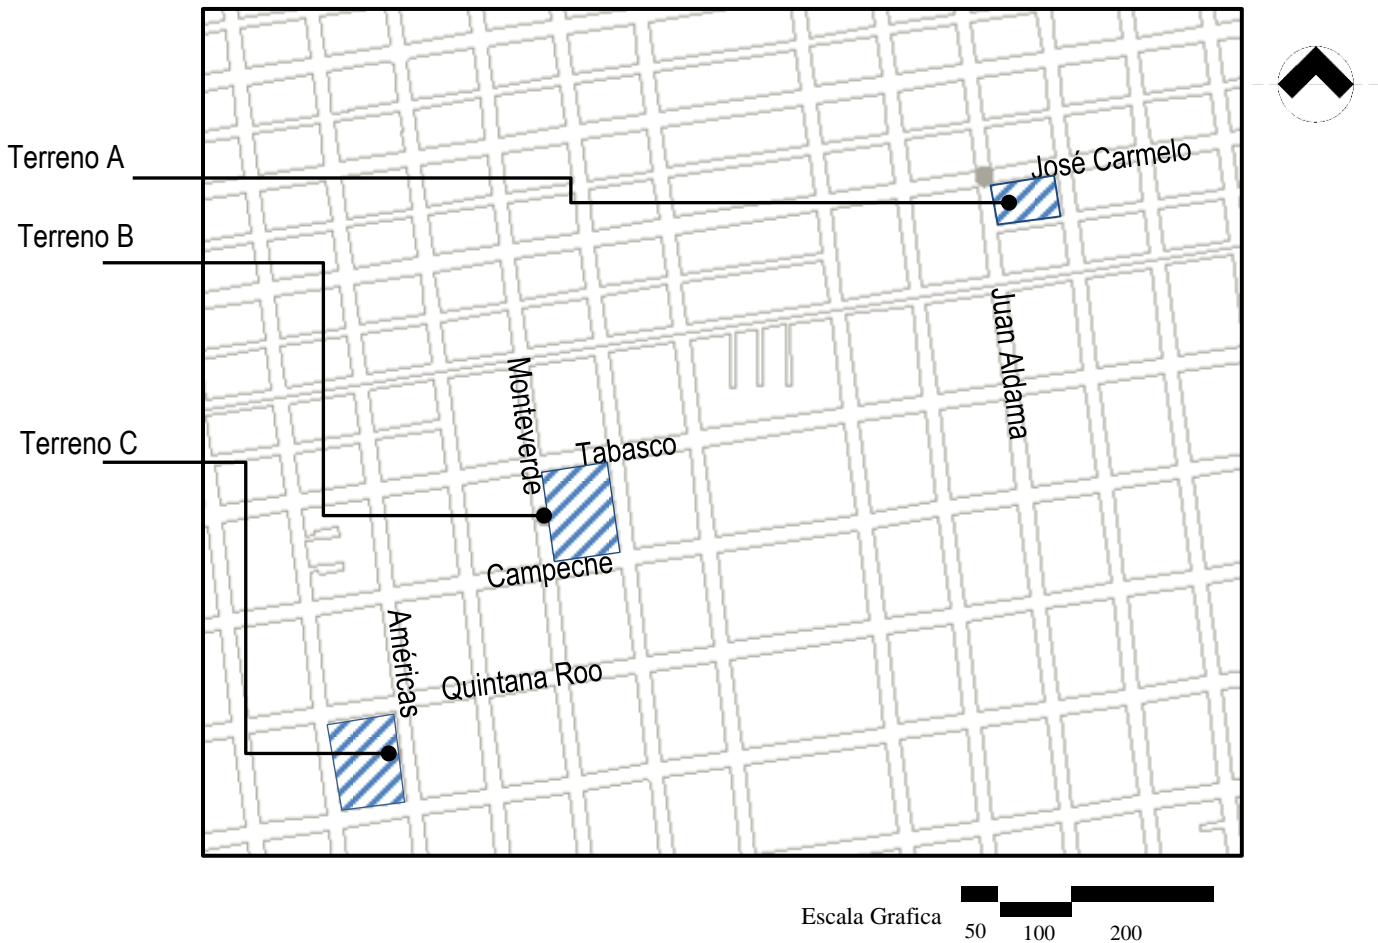 Terreno A
José Carmelo
Terreno B
Juan Aldama
Monteverde
Terreno C
Tabasco
Campeche
Américas
Quintana Roo
Escala Grafica
50 100 200